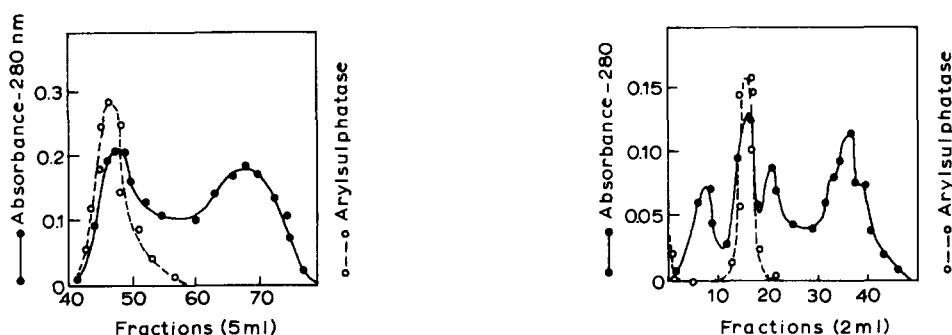 Absorbance-280 nm
0.3
0.2
0.1
0
40
50
60
70
Fractions (5ml)
Arylsulphatase
Absorbance-280
0.15
0.10
0.05
0
10
20
30
40
Fractions (2ml)
Arylsulphatase